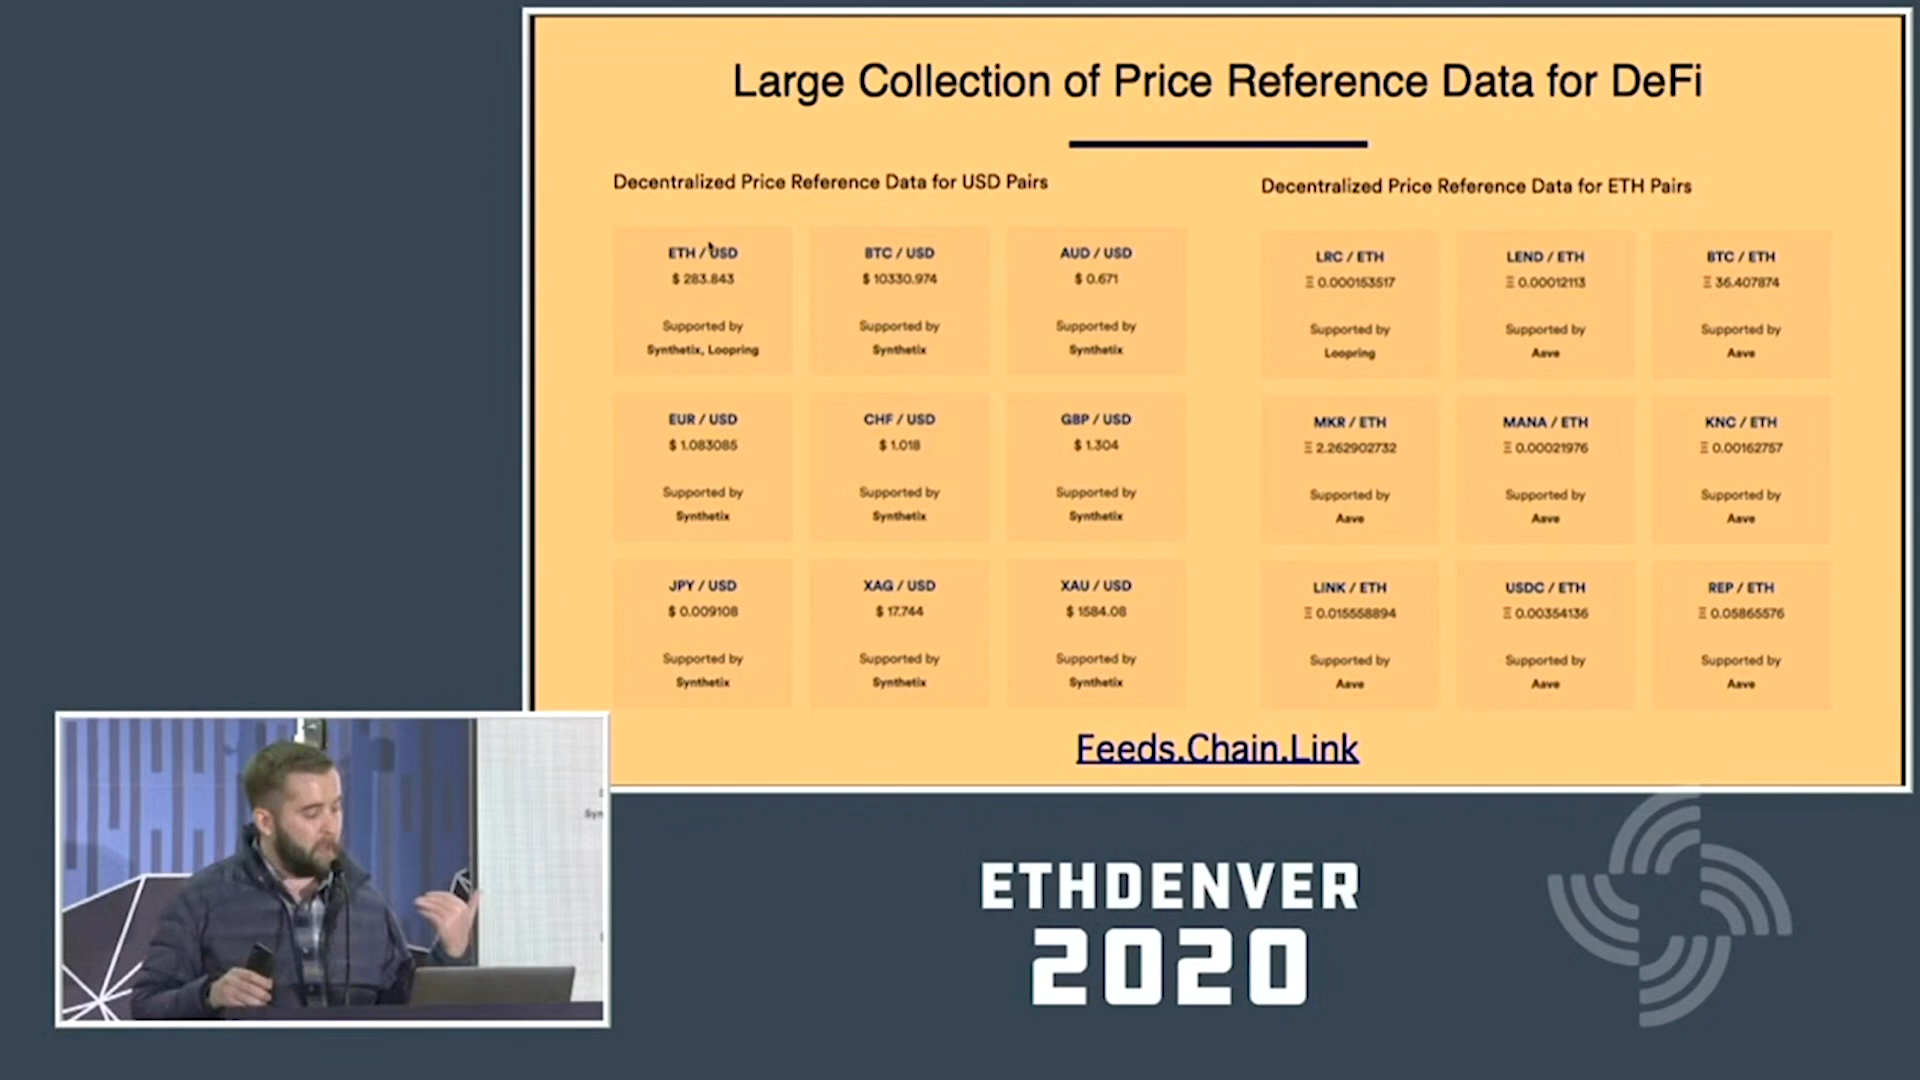 Large Collection of Price Reference Data for DeFi
Decentralized Price Reference Data for USD Pairs
ETH / USD
$ 283.843
Supported by
Synthetix, Loopring
BTC / USD
$ 10330.974
Supported by
Synthetix
AUD / USD
$ 0.671
Supported by
Synthetix
EUR / USD
$ 1.083085
Supported by
Synthetix
CHF / USD
$ 1.018
Supported by
Synthetix
GBP / USD
$ 1.304
Supported by
Synthetix
JPY / USD
$ 0.009108
Supported by
Synthetix
XAG / USD
$ 17.744
Supported by
Synthetix
XAU / USD
$ 1584.08
Supported by
Synthetix
Decentralized Price Reference Data for ETH Pairs
LRC / ETH
Ξ 0.000153517
Supported by
Loopring
LEND / ETH
Ξ 0.00012113
Supported by
Aave
BTC / ETH
Ξ 36.407874
Supported by
Aave
MKR / ETH
Ξ 2.262902732
Supported by
Aave
MANA / ETH
Ξ 0.00021976
Supported by
Aave
KNC / ETH
Ξ 0.00162757
Supported by
Aave
LINK / ETH
Ξ 0.015558894
Supported by
Aave
USDC / ETH
Ξ 0.00354136
Supported by
Aave
REP / ETH
Ξ 0.05865576
Supported by
Aave
Feeds.Chain.Link
ETHDENVER
2020